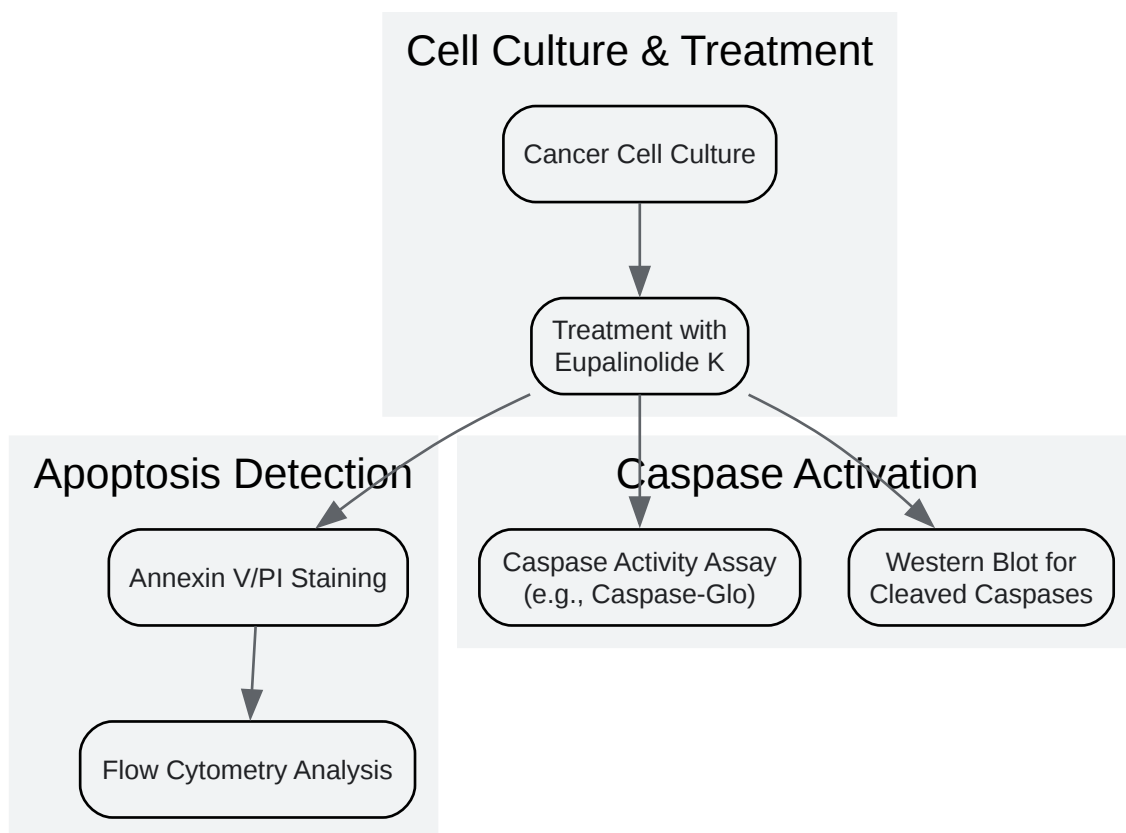 Cell Culture & Treatment
Cancer Cell Culture
Treatment with
Eupalinolide K
Apoptosis Detection
Caspase Activation
Annexin V/PI Staining
Caspase Activity Assay
(e.g., Caspase-Glo)
Western Blot for
Cleaved Caspases
Flow Cytometry Analysis